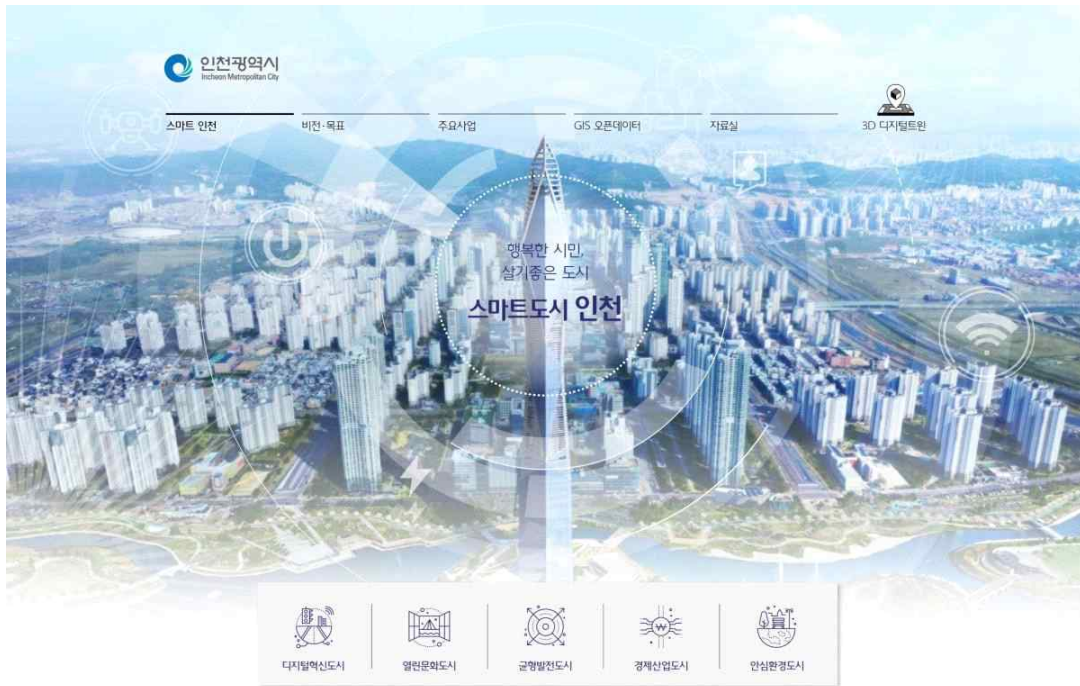 인천광역시
Incheon Metropolitan City
스마트 인천
비전·목표
주요사업
GIS 오픈데이터
자료실
3D 디지털트윈
행복한 시민,
살기좋은 도시
스마트도시 인천
디지털혁신도시
열린문화도시
균형발전도시
경제산업도시
안심환경도시